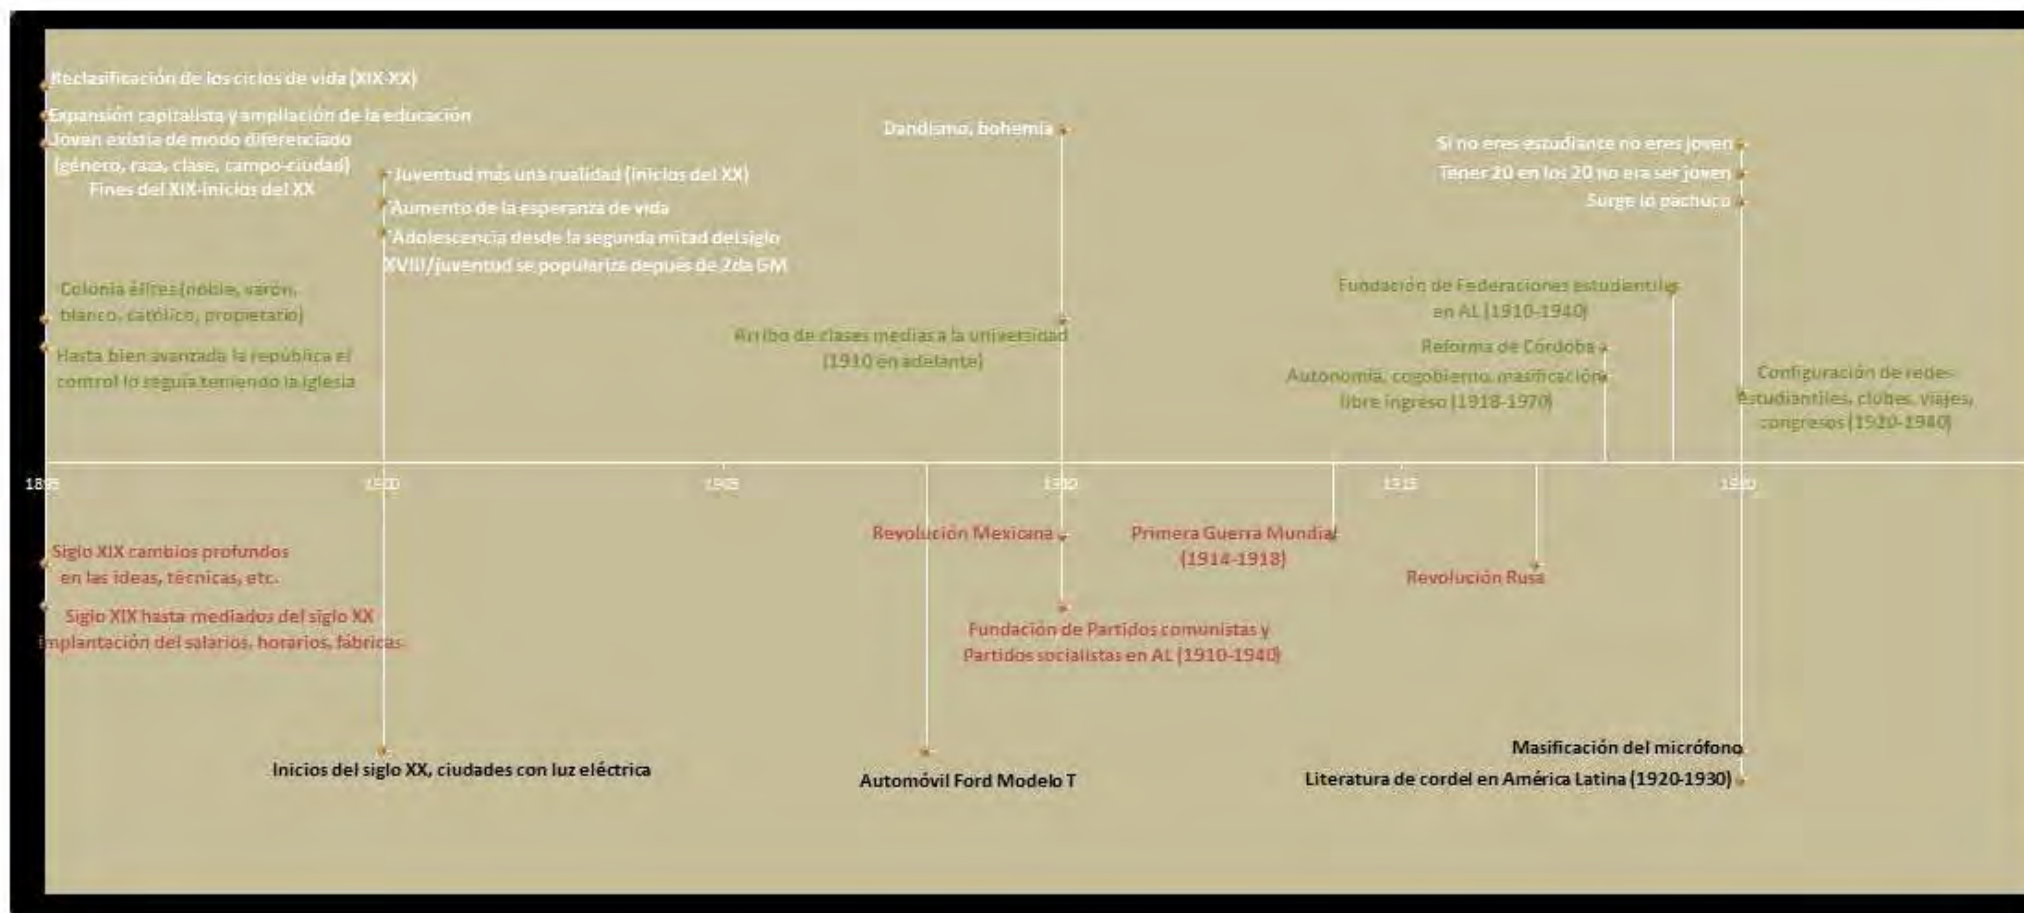 Reclasificación de los ciclos de vida (XIX-XX)
Expansión capitalista y ampliación de la educación
Joven existía de modo diferenciado
(género, raza, clase, campo-ciudad)
Fines del XIX-inicios del XX
Juventud más una cualidad (inicios del XX)
Aumento de la esperanza de vida
Adolescencia desde la segunda mitad del siglo
XVIII/juventud se populariza depués de 2da GM
Dandismo, bohemia
Si no eres estudiante no eres joven
Tener 20 en los 20 no era ser joven
Surge lo pachuco
Colonia élites (noble, varón,
blanco, católico, propietario)
Hasta bien avanzada la república el
control lo seguía teniendo la iglesia
Arribo de clases medias a la universidad
(1910 en adelante)
Fundación de Federaciones estudiantiles
en AL (1910-1940)
Reforma de Córdoba
Autonomía, cogobierno, masificación
libre ingreso (1918-1970)
Configuración de redes
estudiantiles, clubes, viajes,
congresos (1920-1940)
1895
1900
1905
1910
1915
1920
Siglo XIX cambios profundos
en las ideas, técnicas, etc.
Siglo XIX hasta mediados del siglo XX
implantación del salarios, horarios, fábricas
Revolución Mexicana
Primera Guerra Mundial
(1914-1918)
Revolución Rusa
Fundación de Partidos comunistas y
Partidos socialistas en AL (1910-1940)
Inicios del siglo XX, ciudades con luz eléctrica
Automóvil Ford Modelo T
Masificación del micrófono
Literatura de cordel en América Latina (1920-1930)